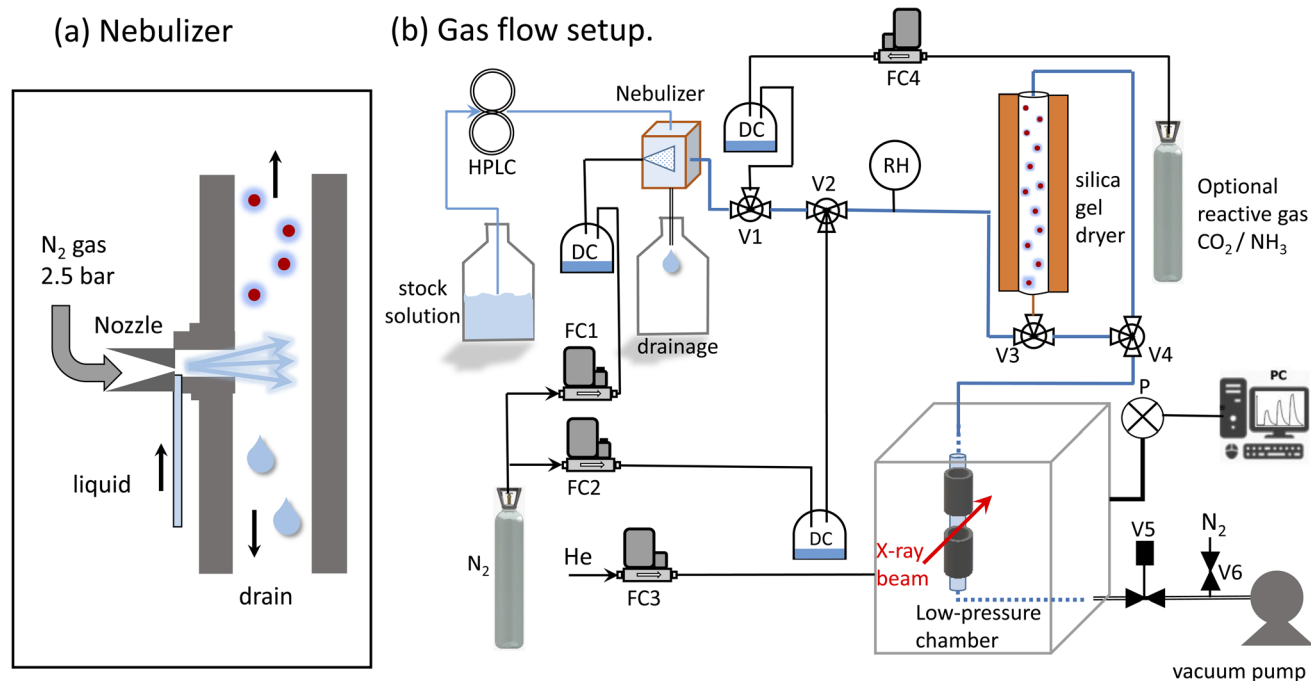 (a) Nebulizer
N₂ gas
2.5 bar
Nozzle
liquid
drain
(b) Gas flow setup.
FC4
Nebulizer
DC
HPLC
RH
V2
V1
silica
gel
dryer
Optional
reactive gas
CO₂ / NH₃
DC
stock
solution
drainage
FC1
V3
V4
P
PC
FC2
DC
N₂
He
FC3
X-ray
beam
Low-pressure
chamber
V5
N₂
V6
vacuum pump